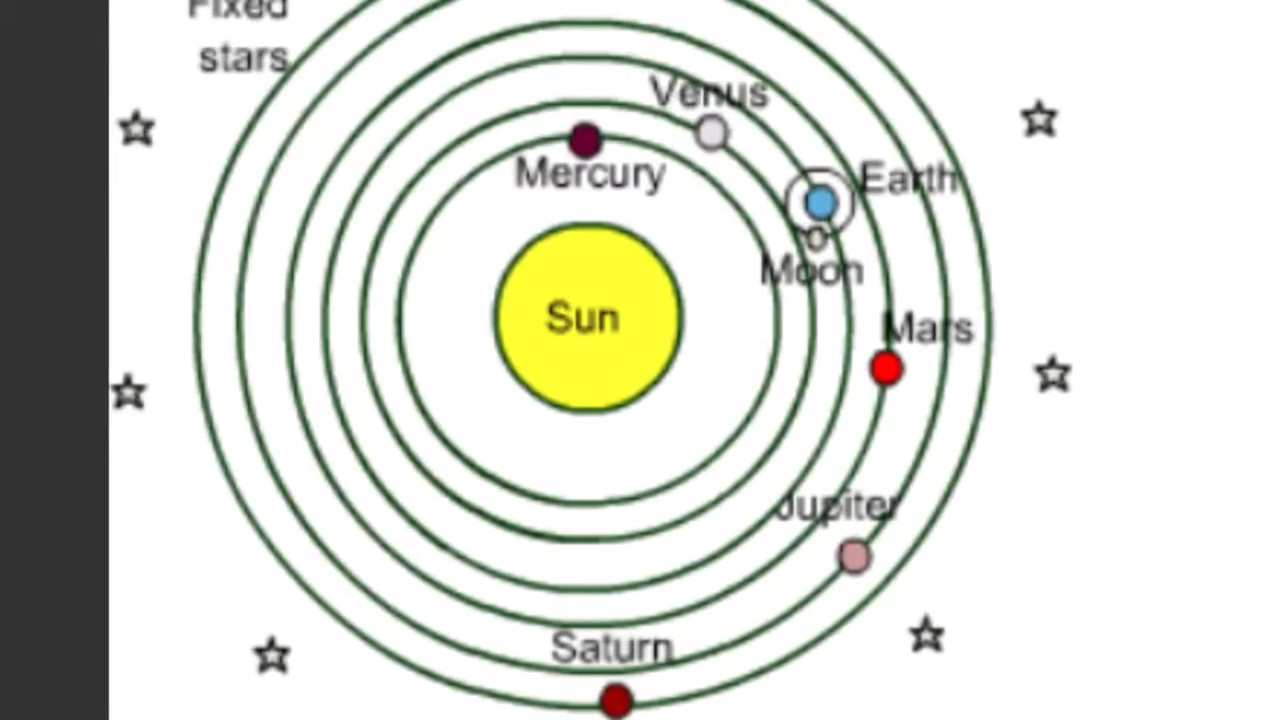 Fixed
stars
Venus
Mercury
Earth
Moon
Sun
Mars
Jupiter
Saturn